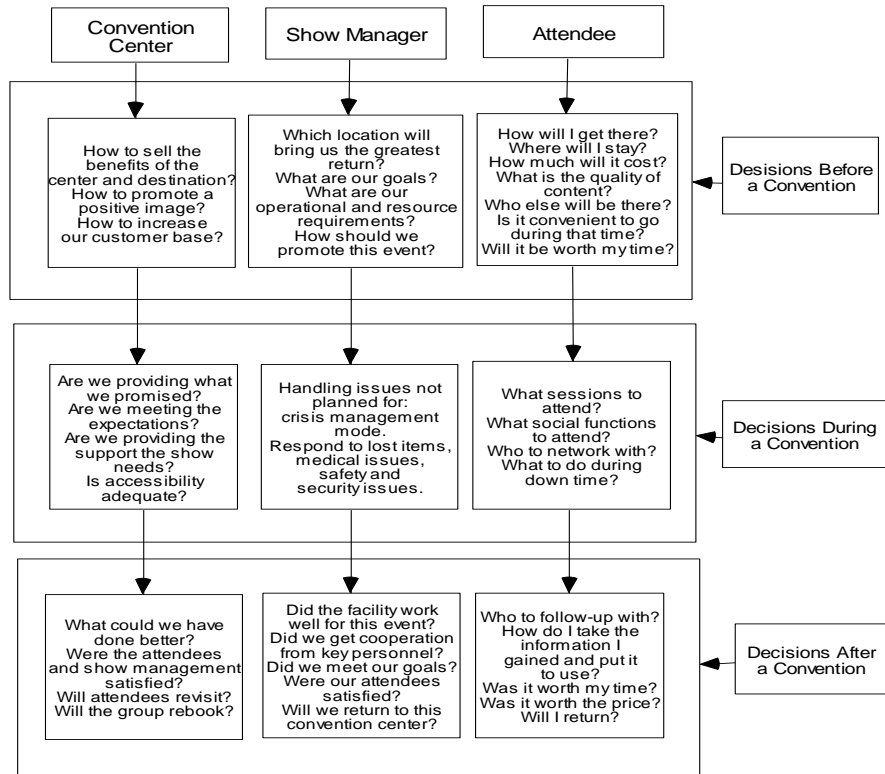 Convention
Center
Show Manager
Attendee
How to sell the
benefits of the
center and destination?
How to promote a
positive image?
How to increase
our customer base?
Which location will
bring us the greatest
return?
What are our goals?
What are our
operational and resource
requirements?
How should we
promote this event?
How will I get there?
Where will I stay?
How much will it cost?
What is the quality of
content?
Who else will be there?
Is it convenient to go
during that time?
Will it be worth my time?
Desisions Before
a Convention
Are we providing what
we promised?
Are we meeting the
expectations?
Are we providing the
support the show
needs?
Is accessibility
adequate?
Handling issues not
planned for:
crisis management
mode.
Respond to lost items,
medical issues,
safety and
security issues.
What sessions to
attend?
What social functions
to attend?
Who to network with?
What to do during
down time?
Decisions During
a Convention
What could we have
done better?
Were the attendees
and show management
satisfied?
Will attendees revisit?
Will the group rebook?
Did the facility work
well for this event?
Did we get cooperation
from key personnel?
Did we meet our goals?
Were our attendees
satisfied?
Will we return to this
convention center?
Who to follow-up with?
How do I take the
information I
gained and put it
to use?
Was it worth my time?
Was it worth the price?
Will I return?
Decisions After
a Convention